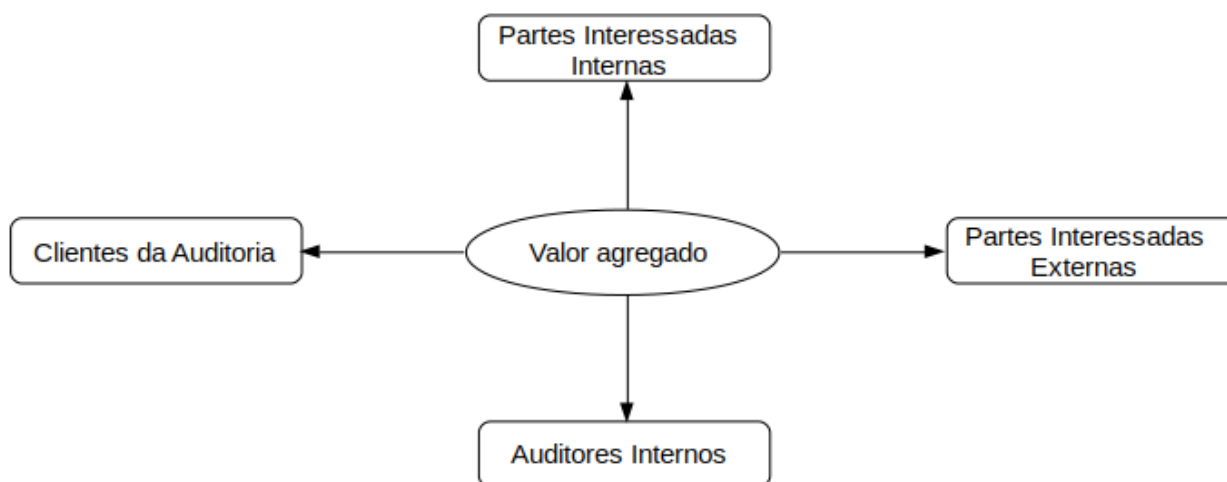 Partes Interessadas
Internas
Clientes da Auditoria
Valor agregado
Partes Interessadas
Externas
Auditores Internos